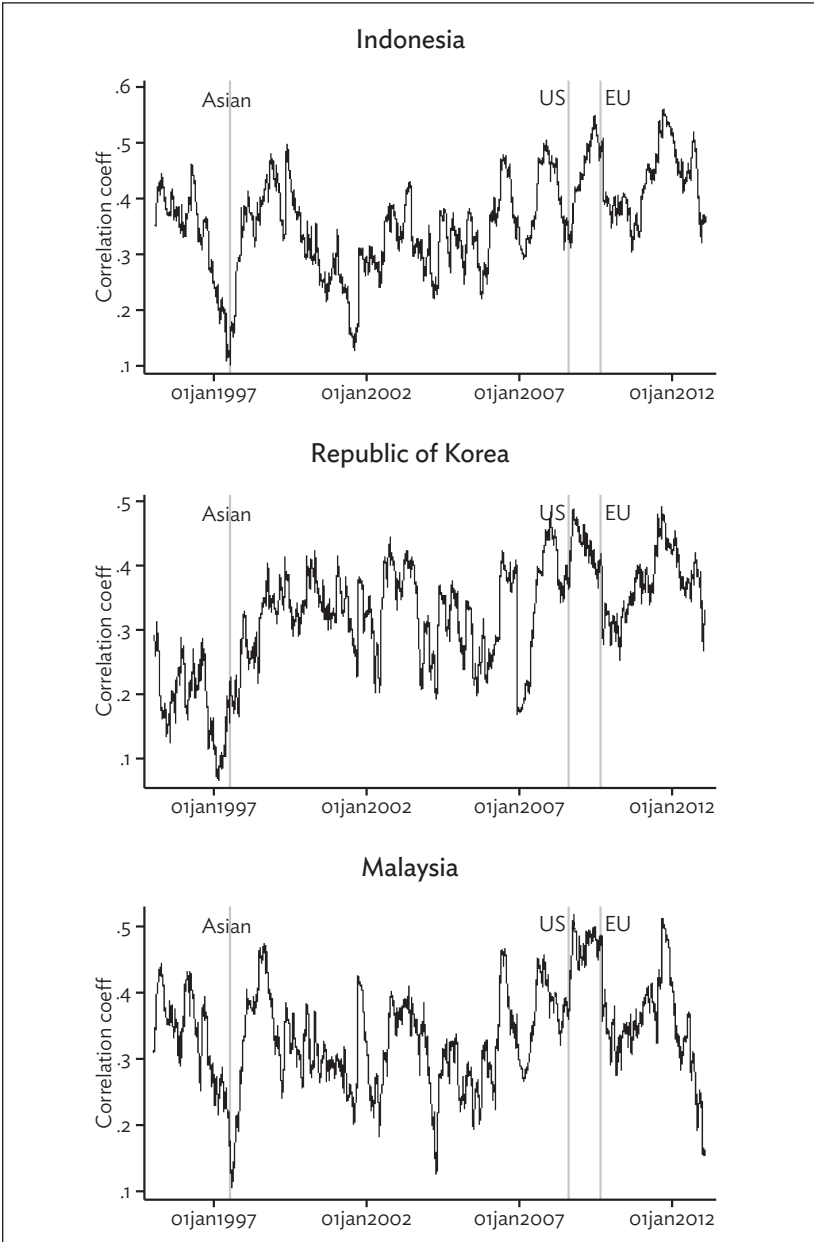 Indonesia
Correlation coeff
.6
.5
.4
.3
.2
.1
Asian
US
EU
01jan1997 01jan2002 01jan2007 01jan2012
Republic of Korea
Correlation coeff
.5
.4
.3
.2
.1
Asian
US
EU
01jan1997 01jan2002 01jan2007 01jan2012
Malaysia
Correlation coeff
.5
.4
.3
.2
.1
Asian
US
EU
01jan1997 01jan2002 01jan2007 01jan2012